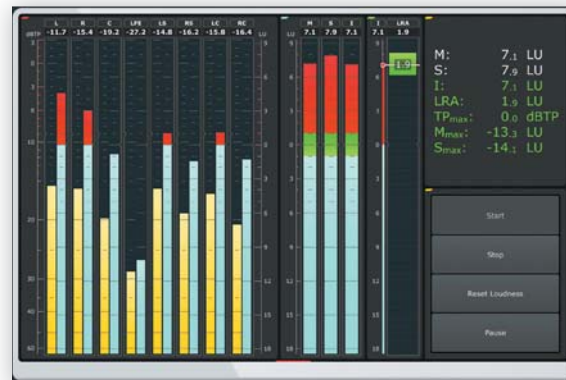 L R C LFE LS RS LC RC
dBTP -11.7 -15.4 -19.2 -27.2 -14.8 -16.2 -15.8 -16.4 LU
M S I
7.1 7.9 7.1
I LRA
7.1 1.9
1.9
M: 7.1 LU
S: 7.9 LU
I: 7.1 LU
LRA: 1.9 LU
TPmax: 0.0 dBTP
Mmax: -13.3 LU
Smax: -14.1 LU
Start
Stop
Reset Loudness
Pause